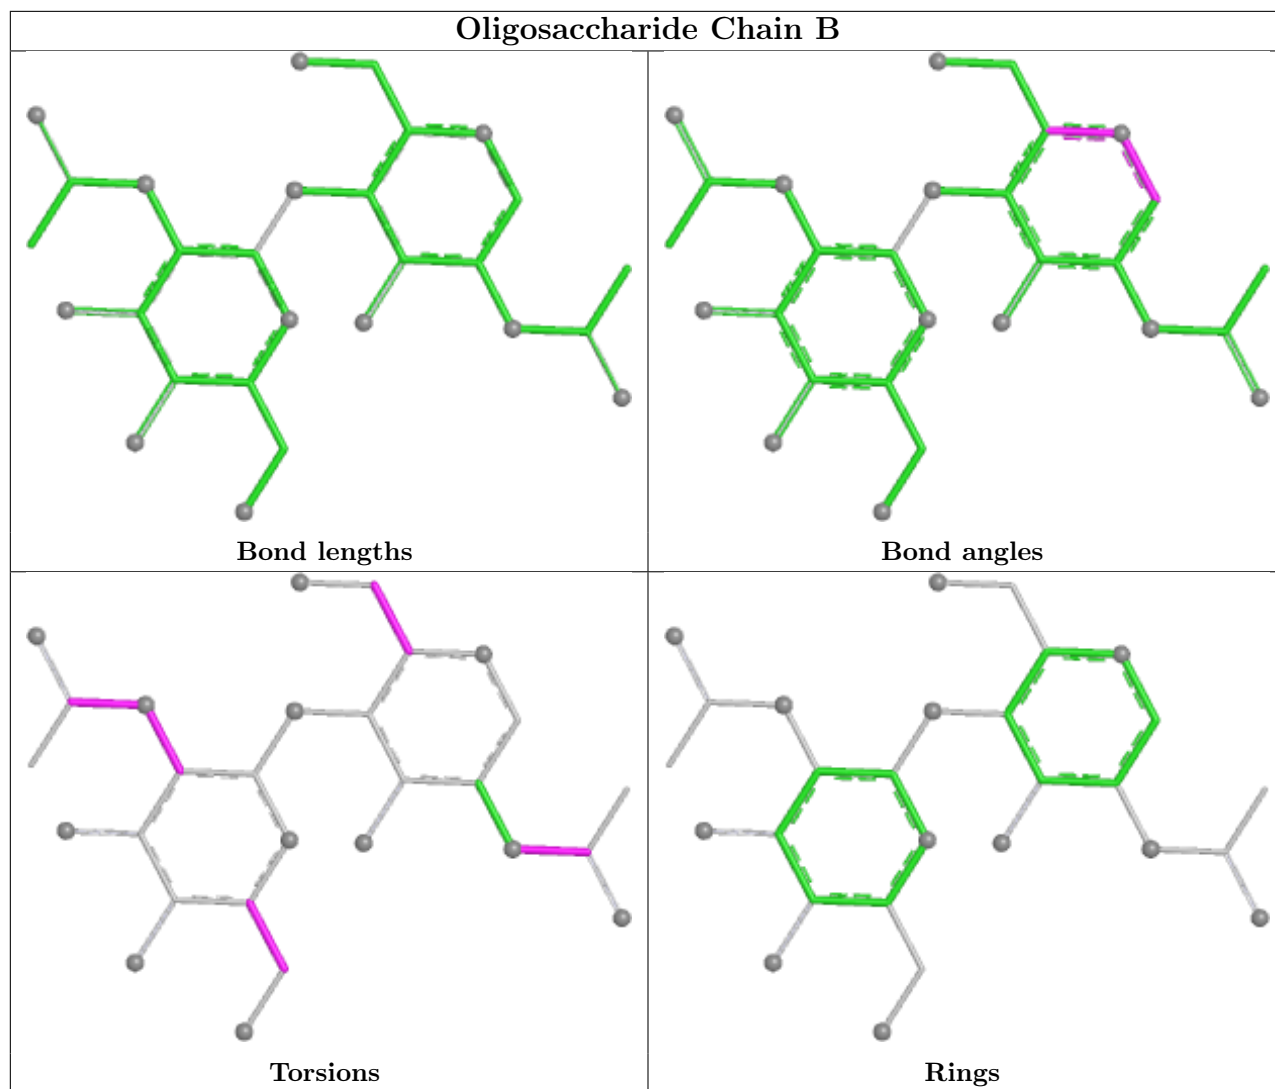 Oligosaccharide Chain B
Bond lengths
Bond angles
Torsions
Rings